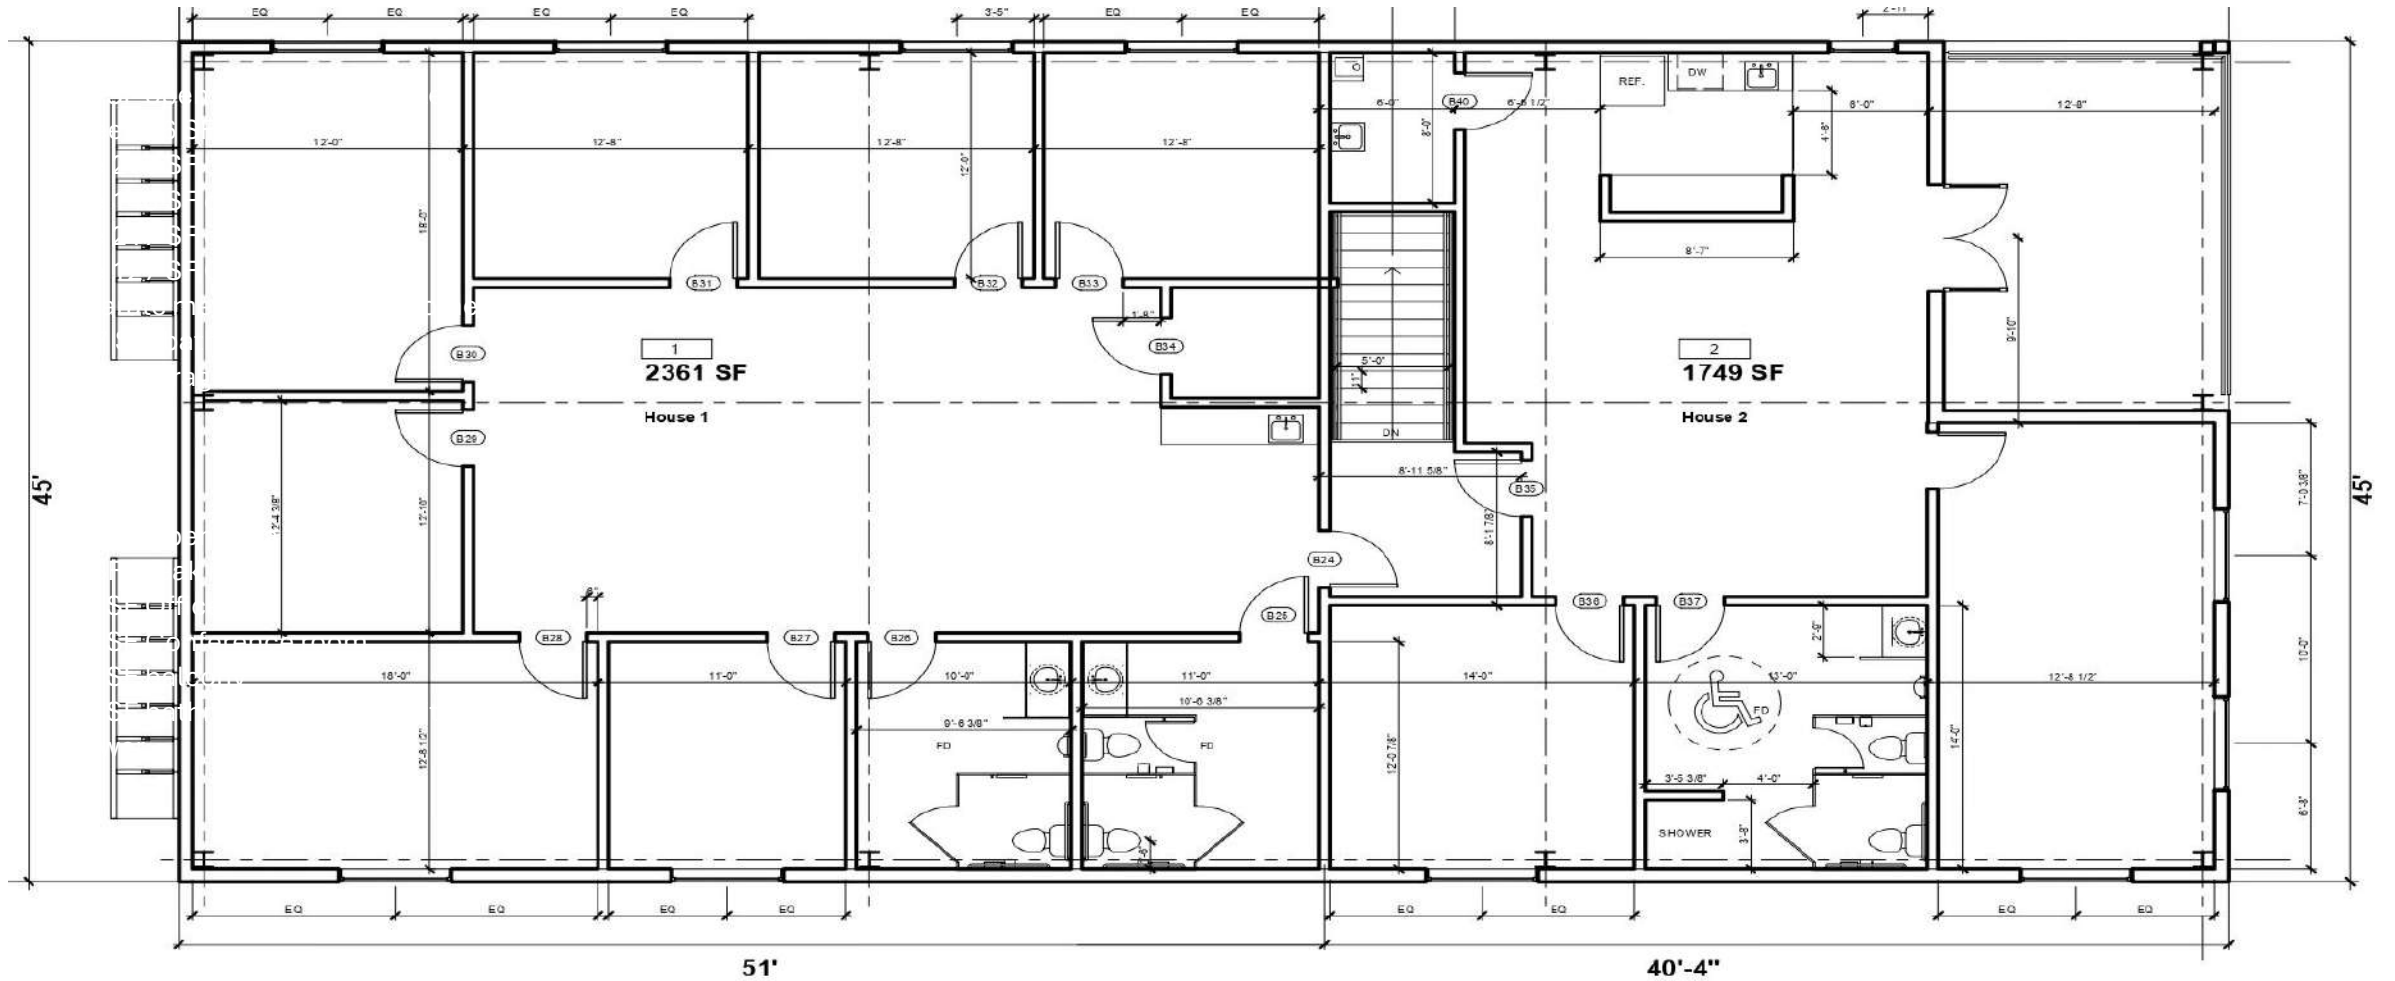 EQ EQ EQ EQ 3'-5" EQ EQ 2'-11"
REF. DW
B40
6'-0" 6'-6 1/2" 6'-0" 12'-8"
8'-0" 4'-8"
12'-0" 12'-8" 12'-8" 12'-8"
12'-0"
18'-0"
8'-7"
B31 B32 B33
1'-8"
9'-10"
B30 B34
1 2
2361 SF 1749 SF
5'-0"
11"
House 1 House 2
B29 DN
8'-11 5/8"
B35
45' 45'
12'-4 3/8" 12'-10" 8'-1 7/8" 7'-0 3/8"
B24
6"
B25 B36 B37
B28 B27 B26
2'-9" 10'-0"
18'-0" 11'-0" 10'-0" 11'-0" 14'-0" 13'-0" 12'-8 1/2"
10'-6 3/8"
9'-6 3/8" FD
FD FD
12'-8 1/2" 12'-0 7/8" 14'-0"
3'-5 3/8" 4'-0"
6'-8"
SHOWER 3'-8"
EQ EQ EQ EQ EQ EQ EQ EQ
51' 40'-4"